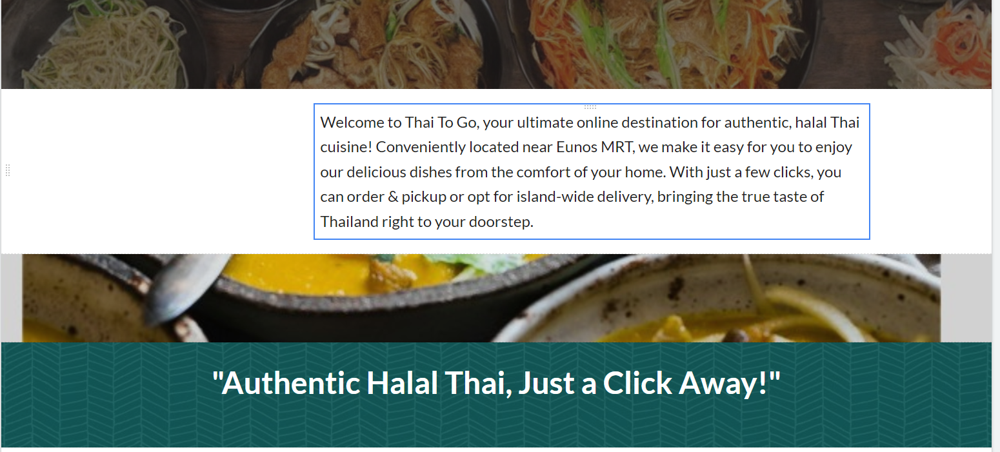 Welcome to Thai To Go, your ultimate online destination for authentic, halal Thai
cuisine! Conveniently located near Eunos MRT, we make it easy for you to enjoy
our delicious dishes from the comfort of your home. With just a few clicks, you
can order & pickup or opt for island-wide delivery, bringing the true taste of
Thailand right to your doorstep.
"Authentic Halal Thai, Just a Click Away!"